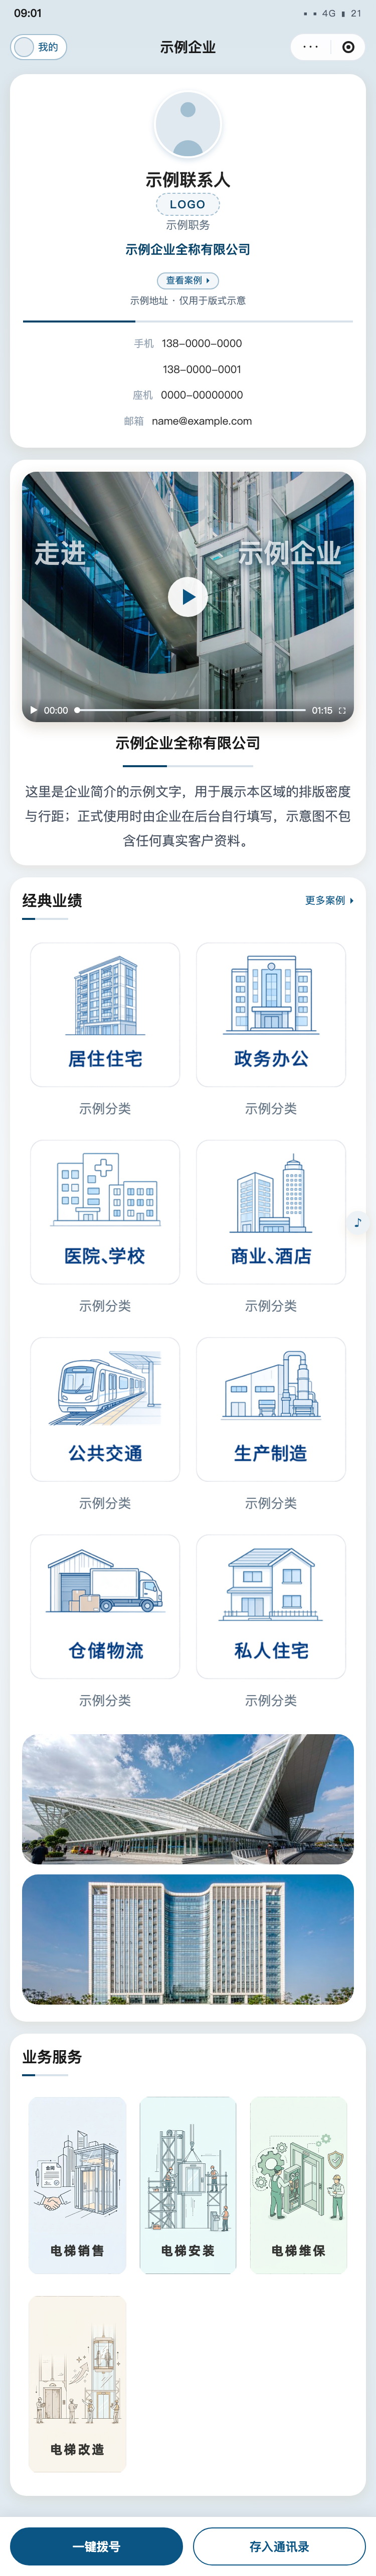 09:01
4G 21
我的
示例企业
示例联系人
LOGO
示例职务
示例企业全称有限公司
查看案例
示例地址 · 仅用于版式示意
手机 138-0000-0000
138-0000-0001
座机 0000-00000000
邮箱 name@example.com
走进 示例企业
00:00 01:15
示例企业全称有限公司
这里是企业简介的示例文字，用于展示本区域的排版密度
与行距；正式使用时由企业在后台自行填写，示意图不包
含任何真实客户资料。
经典业绩
更多案例
居住住宅 政务办公
示例分类 示例分类
医院、学校 商业、酒店
示例分类 示例分类
公共交通 生产制造
示例分类 示例分类
仓储物流 私人住宅
示例分类 示例分类
业务服务
合同
电梯销售 电梯安装 电梯维保
电梯改造
一键拨号 存入通讯录